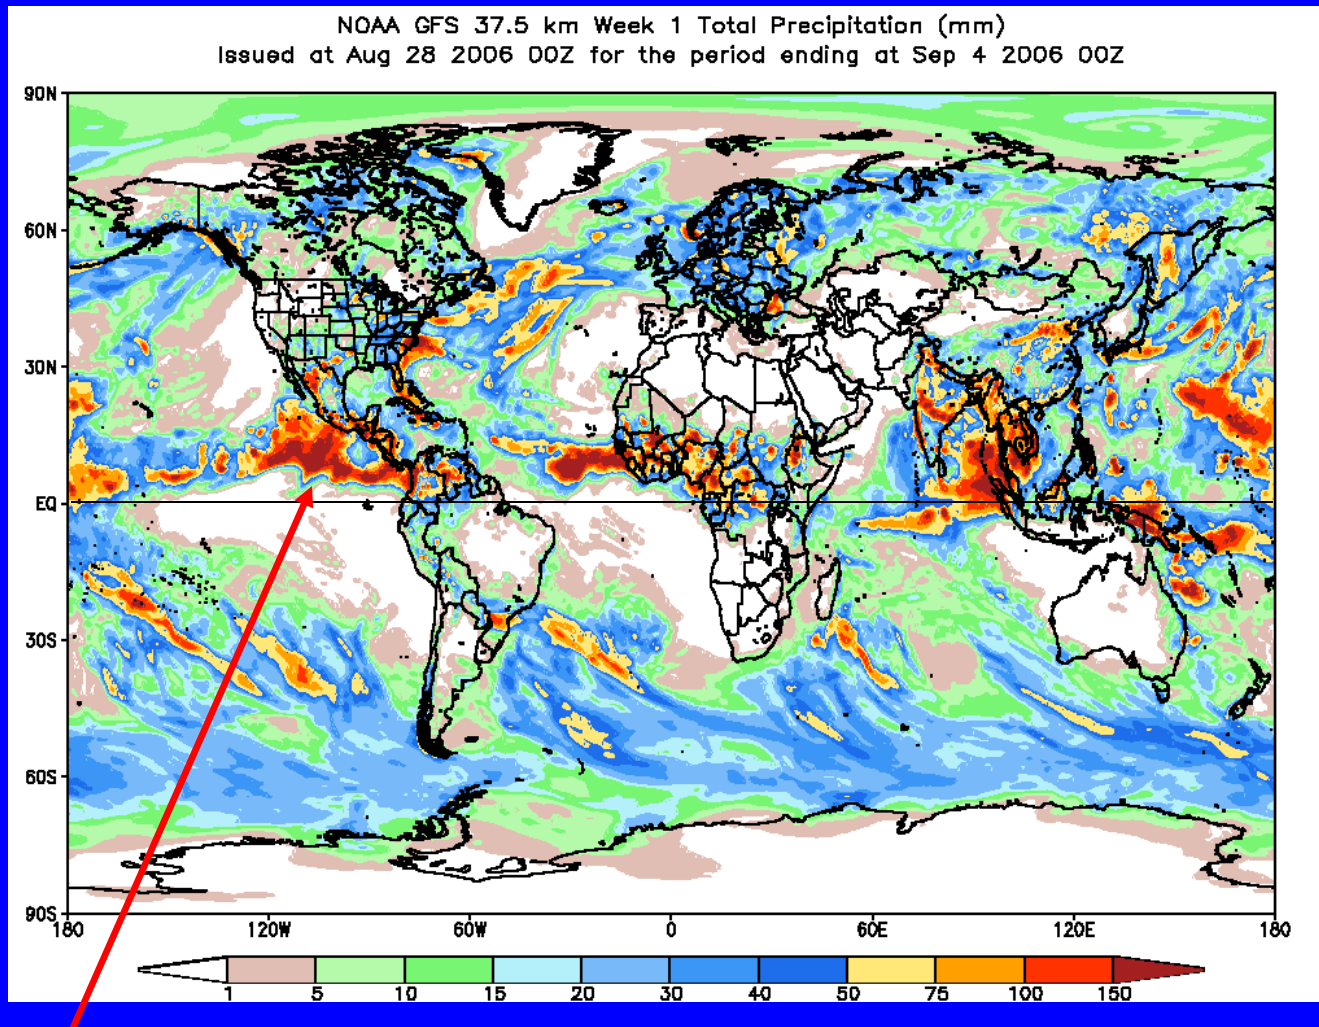 NOAA GFS 37.5 km Week 1 Total Precipitation (mm)
Issued at Aug 28 2006 00Z for the period ending at Sep 4 2006 00Z
90N
60N
30N
EQ
30S
60S
90S
180 120W 60W 0 60E 120E 180
1 5 10 15 20 30 40 50 75 100 150